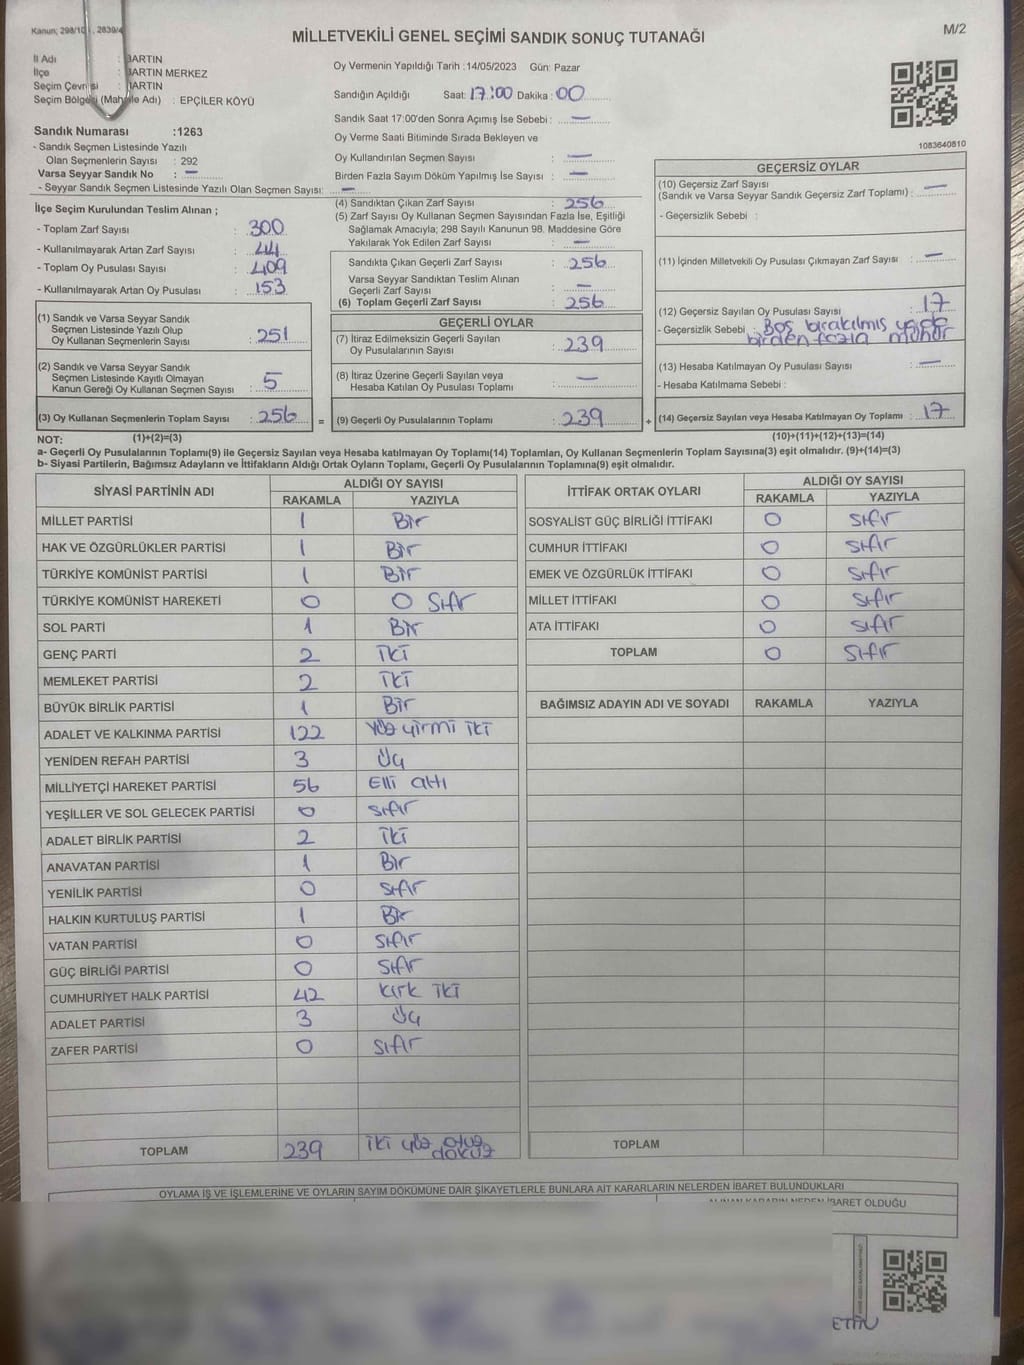 Kanun; 298/10 , 2839/4
MİLLETVEKİLİ GENEL SEÇİMİ SANDIK SONUÇ TUTANAĞI
M/2
İl Adı : BARTIN
İlçe : BARTIN MERKEZ
Seçim Çevresi : BARTIN
Seçim Bölgesi (Mahalle Adı) : EPÇİLER KÖYÜ
Sandık Numarası :1263
- Sandık Seçmen Listesinde Yazılı
Olan Seçmenlerin Sayısı : 292
Varsa Seyyar Sandık No : —
- Seyyar Sandık Seçmen Listesinde Yazılı Olan Seçmen Sayısı: —
Oy Vermenin Yapıldığı Tarih :14/05/2023 Gün: Pazar
Sandığın Açıldığı Saat: 17:00 Dakika : 00
Sandık Saat 17:00'den Sonra Açımış İse Sebebi : —
Oy Verme Saati Bitiminde Sırada Bekleyen ve
Oy Kullandırılan Seçmen Sayısı : —
Birden Fazla Sayım Döküm Yapılmış İse Sayısı : —
1083640810
İlçe Seçim Kurulundan Teslim Alınan ;
- Toplam Zarf Sayısı : 300
- Kullanılmayarak Artan Zarf Sayısı : 44
- Toplam Oy Pusulası Sayısı : 409
- Kullanılmayarak Artan Oy Pusulası : 153
(1) Sandık ve Varsa Seyyar Sandık
Seçmen Listesinde Yazılı Olup
Oy Kullanan Seçmenlerin Sayısı : 251
(2) Sandık ve Varsa Seyyar Sandık
Seçmen Listesinde Kayıtlı Olmayan
Kanun Gereği Oy Kullanan Seçmen Sayısı : 5
(3) Oy Kullanan Seçmenlerin Toplam Sayısı : 256 =
(4) Sandıktan Çıkan Zarf Sayısı : 256
(5) Zarf Sayısı Oy Kullanan Seçmen Sayısından Fazla İse, Eşitliği
Sağlamak Amacıyla; 298 Sayılı Kanunun 98. Maddesine Göre
Yakılarak Yok Edilen Zarf Sayısı : —
Sandıkta Çıkan Geçerli Zarf Sayısı : 256
Varsa Seyyar Sandıktan Teslim Alınan
Geçerli Zarf Sayısı : —
(6) Toplam Geçerli Zarf Sayısı : 256
GEÇERLİ OYLAR
(7) İtiraz Edilmeksizin Geçerli Sayılan
Oy Pusulalarının Sayısı : 239
(8) İtiraz Üzerine Geçerli Sayılan veya
Hesaba Katılan Oy Pusulası Toplamı : —
(9) Geçerli Oy Pusulalarının Toplamı : 239 +
GEÇERSİZ OYLAR
(10) Geçersiz Zarf Sayısı
(Sandık ve Varsa Seyyar Sandık Geçersiz Zarf Toplamı) : —
- Geçersizlik Sebebi :
(11) İçinden Milletvekili Oy Pusulası Çıkmayan Zarf Sayısı : —
(12) Geçersiz Sayılan Oy Pusulası Sayısı : 17
- Geçersizlik Sebebi : Boş bırakılmış yada
birden fazla mühür
(13) Hesaba Katılmayan Oy Pusulası Sayısı : —
- Hesaba Katılmama Sebebi :
(14) Geçersiz Sayılan veya Hesaba Katılmayan Oy Toplamı : 17
NOT: (1)+(2)=(3)
(10)+(11)+(12)+(13)=(14)
a- Geçerli Oy Pusulalarının Toplamı(9) ile Geçersiz Sayılan veya Hesaba katılmayan Oy Toplamı(14) Toplamları, Oy Kullanan Seçmenlerin Toplam Sayısına(3) eşit olmalıdır. (9)+(14)=(3)
b- Siyasi Partilerin, Bağımsız Adayların ve İttifakların Aldığı Ortak Oyların Toplamı, Geçerli Oy Pusulalarının Toplamına(9) eşit olmalıdır.
SİYASİ PARTİNİN ADI
ALDIĞI OY SAYISI
RAKAMLA YAZIYLA
MİLLET PARTİSİ 1 Bir
HAK VE ÖZGÜRLÜKLER PARTİSİ 1 Bir
TÜRKİYE KOMÜNİST PARTİSİ 1 Bir
TÜRKİYE KOMÜNİST HAREKETİ 0 0 Sıfır
SOL PARTİ 1 Bir
GENÇ PARTİ 2 İki
MEMLEKET PARTİSİ 2 İki
BÜYÜK BİRLİK PARTİSİ 1 Bir
ADALET VE KALKINMA PARTİSİ 122 Yüz yirmi iki
YENİDEN REFAH PARTİSİ 3 Üç
MİLLİYETÇİ HAREKET PARTİSİ 56 Elli altı
YEŞİLLER VE SOL GELECEK PARTİSİ 0 Sıfır
ADALET BİRLİK PARTİSİ 2 İki
ANAVATAN PARTİSİ 1 Bir
YENİLİK PARTİSİ 0 Sıfır
HALKIN KURTULUŞ PARTİSİ 1 Bir
VATAN PARTİSİ 0 Sıfır
GÜÇ BİRLİĞİ PARTİSİ 0 Sıfır
CUMHURİYET HALK PARTİSİ 42 kırk iki
ADALET PARTİSİ 3 Üç
ZAFER PARTİSİ 0 Sıfır
TOPLAM 239 İki yüz otuz
dokuz
İTTİFAK ORTAK OYLARI
ALDIĞI OY SAYISI
RAKAMLA YAZIYLA
SOSYALİST GÜÇ BİRLİĞİ İTTİFAKI 0 Sıfır
CUMHUR İTTİFAKI 0 Sıfır
EMEK VE ÖZGÜRLÜK İTTİFAKI 0 Sıfır
MİLLET İTTİFAKI 0 Sıfır
ATA İTTİFAKI 0 Sıfır
TOPLAM 0 Sıfır
BAĞIMSIZ ADAYIN ADI VE SOYADI RAKAMLA YAZIYLA
TOPLAM
OYLAMA İŞ VE İŞLEMLERİNE VE OYLARIN SAYIM DÖKÜMÜNE DAİR ŞİKAYETLERLE BUNLARA AİT KARARLARIN NELERDEN İBARET BULUNDUKLARI
ALINAN KARARIN NEDEN İBARET OLDUĞU